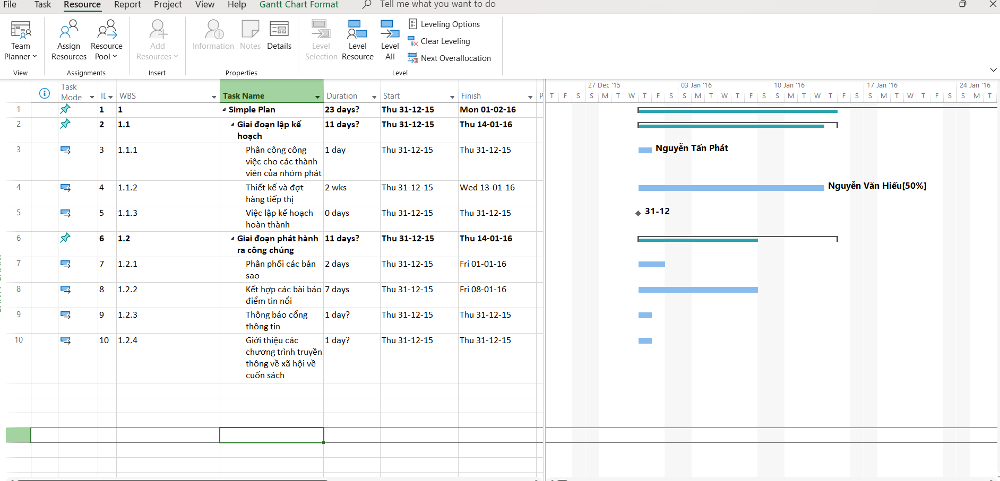 File Task Resource Report Project View Help Gantt Chart Format Tell me what you want to do
Team Planner
Assign Resources
Resource Pool
Add Resources
Information
Notes
Details
Level Selection
Level Resource
Level All
Leveling Options
Clear Leveling
Next Overallocation
View Assignments Insert Properties Level
Task Mode WBS Task Name Duration Start Finish P
27 Dec '15 03 Jan '16 10 Jan '16 17 Jan '16 24 Jan '16
T F S S M T W T F S S M T W T F S S M T W T F S S M T W T F S S M T
1 1 1 Simple Plan 23 days? Thu 31-12-15 Mon 01-02-16
2 2 1.1 Giai đoạn lập kế 11 days? Thu 31-12-15 Thu 14-01-16
hoạch
3 3 1.1.1 Phân công công 1 day Thu 31-12-15 Thu 31-12-15 Nguyễn Tấn Phát
việc cho các thành
viên của nhóm phát
4 4 1.1.2 Thiết kế và đợt 2 wks Thu 31-12-15 Wed 13-01-16 Nguyễn Văn Hiếu[50%]
hàng tiếp thị
5 5 1.1.3 Việc lập kế hoạch 0 days Thu 31-12-15 Thu 31-12-15 31-12
hoàn thành
6 6 1.2 Giai đoạn phát hành 11 days? Thu 31-12-15 Thu 14-01-16
ra công chúng
7 7 1.2.1 Phân phối các bản 2 days Thu 31-12-15 Fri 01-01-16
sao
8 8 1.2.2 Kết hợp các bài báo 7 days Thu 31-12-15 Fri 08-01-16
điểm tin nổi
9 9 1.2.3 Thông báo cổng 1 day? Thu 31-12-15 Thu 31-12-15
thông tin
10 10 1.2.4 Giới thiệu các 1 day? Thu 31-12-15 Thu 31-12-15
chương trình truyền
thông về xã hội về
cuốn sách